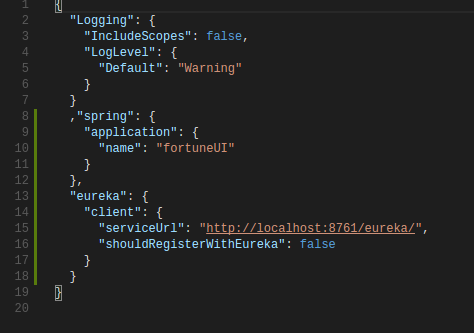 1 {
2 "Logging": {
3 "IncludeScopes": false,
4 "LogLevel": {
5 "Default": "Warning"
6 }
7 }
8 ,"spring": {
9 "application": {
10 "name": "fortuneUI"
11 }
12 },
13 "eureka": {
14 "client": {
15 "serviceUrl": "http://localhost:8761/eureka/",
16 "shouldRegisterWithEureka": false
17 }
18 }
19 }
20